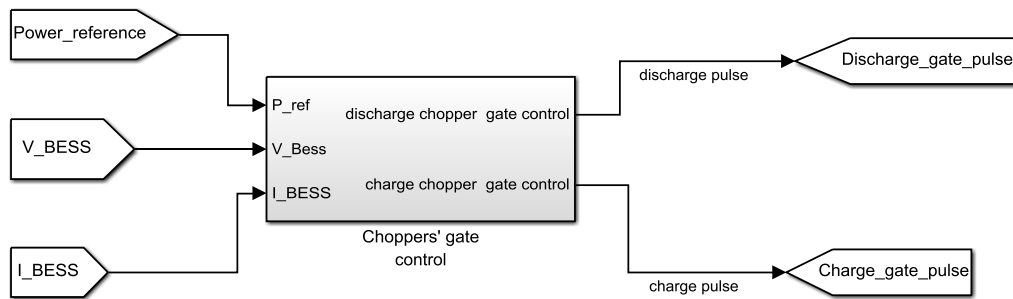 Power_reference
Discharge_gate_pulse
discharge pulse
P_ref
discharge chopper  gate control
V_BESS
V_Bess
charge chopper  gate control
I_BESS
Choppers' gate
control
I_BESS
Charge_gate_pulse
charge pulse